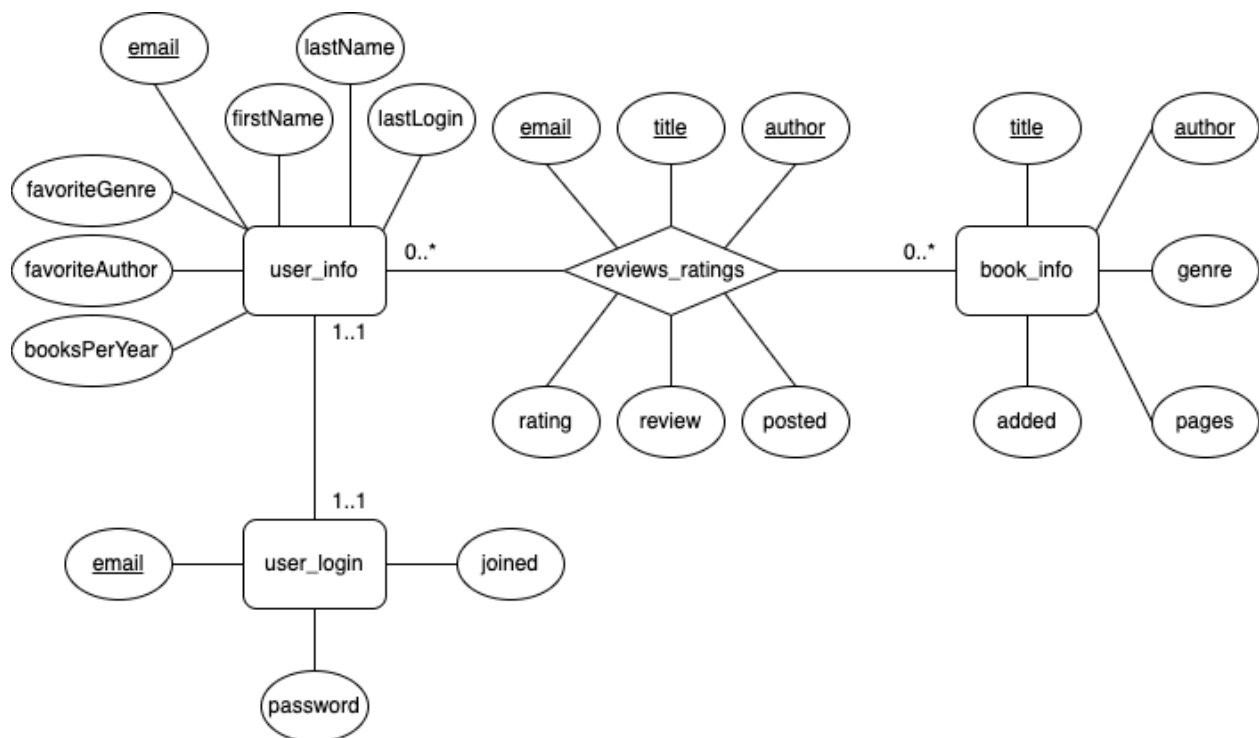 email
lastName
firstName
lastLogin
email
title
author
title
author
favoriteGenre
favoriteAuthor
booksPerYear
user_info
0..*
reviews_ratings
0..*
book_info
genre
1..1
rating
review
posted
added
pages
1..1
email
user_login
joined
password